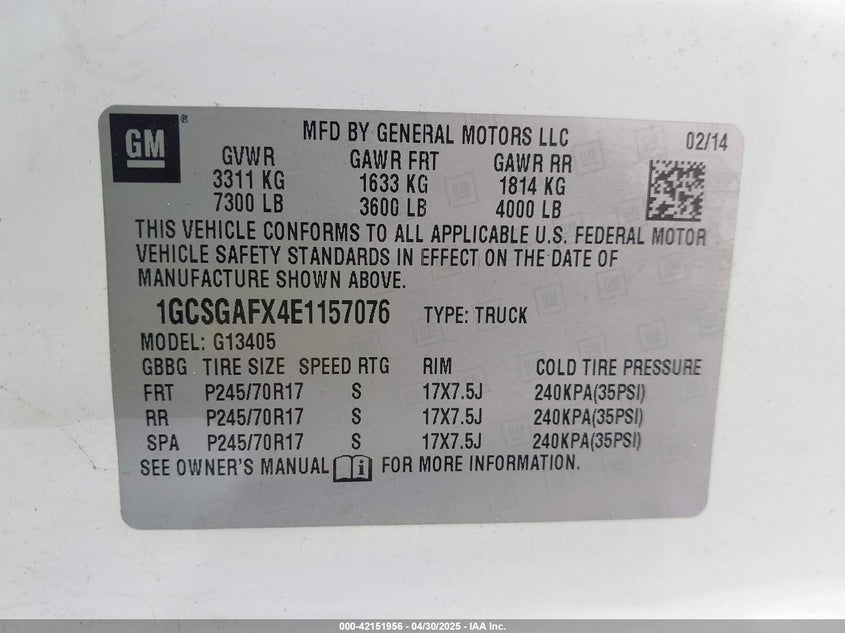 GM ® MFD BY GENERAL MOTORS LLC 02/14
GVWR GAWR FRT GAWR RR
3311 KG 1633 KG 1814 KG
7300 LB 3600 LB 4000 LB
THIS VEHICLE CONFORMS TO ALL APPLICABLE U.S. FEDERAL MOTOR
VEHICLE SAFETY STANDARDS IN EFFECT ON THE DATE OF
MANUFACTURE SHOWN ABOVE.
1GCSGAFX4E1157076 TYPE: TRUCK
MODEL: G13405
GBBG TIRE SIZE SPEED RTG RIM COLD TIRE PRESSURE
FRT P245/70R17 S 17X7.5J 240KPA(35PSI)
RR P245/70R17 S 17X7.5J 240KPA(35PSI)
SPA P245/70R17 S 17X7.5J 240KPA(35PSI)
SEE OWNER'S MANUAL i FOR MORE INFORMATION.
000-42151956 - 04/30/2025 - IAA Inc.